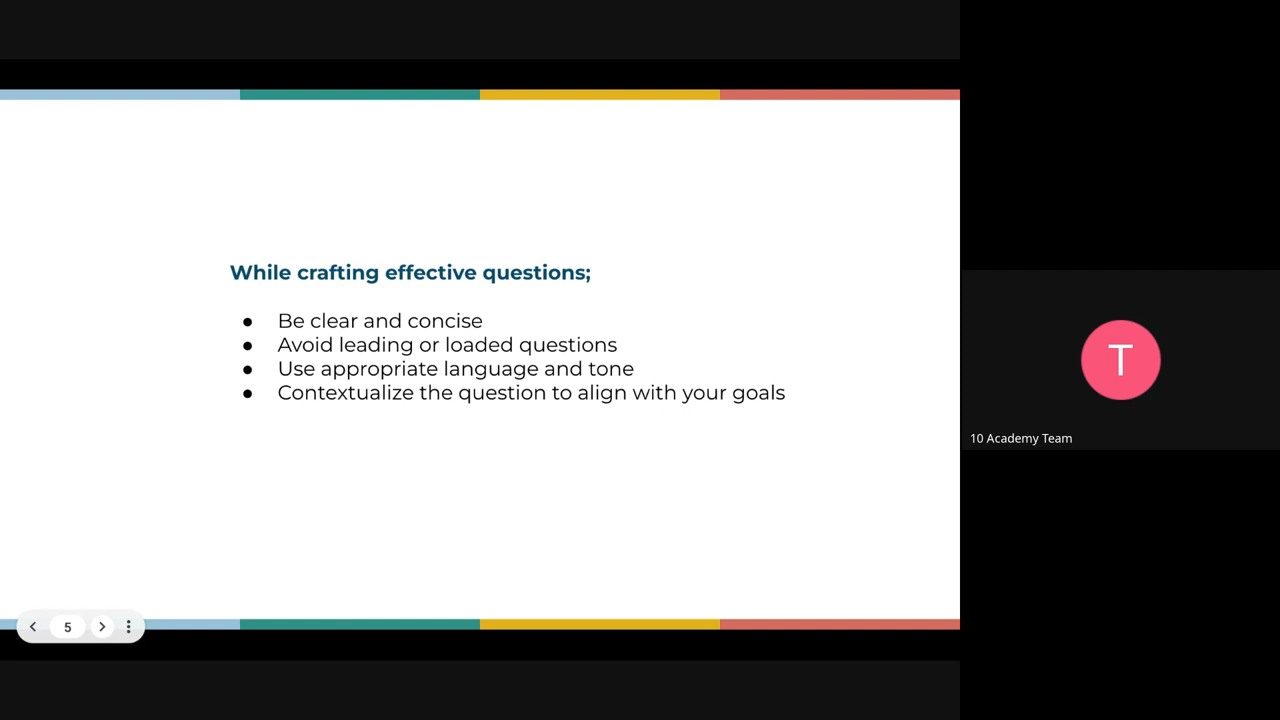 While crafting effective questions;
● Be clear and concise
● Avoid leading or loaded questions
● Use appropriate language and tone
● Contextualize the question to align with your goals
T
10 Academy Team
5